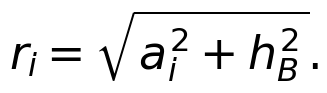 r_i = \sqrt{a_i^2 + h_B^2}.